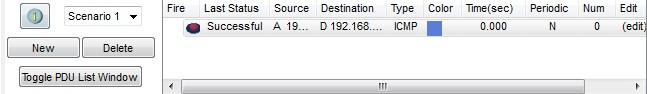 Fire Last Status Source Destination Type Color Time(sec) Periodic Num Edit
Scenario 1
Successful A 19... D 192.168.... ICMP 0.000 N 0 (edit)
New Delete
Toggle PDU List Window